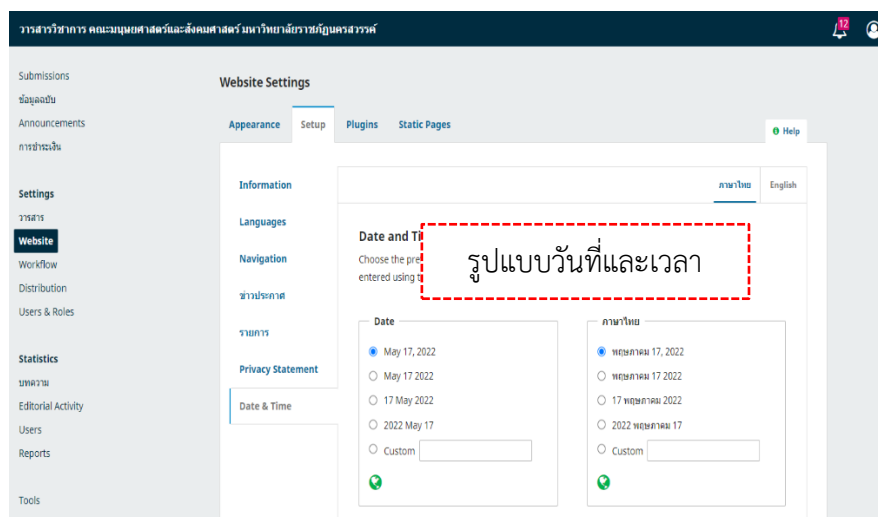 วารสารวิชาการ คณะมนุษยศาสตร์และสังคมศาสตร์ มหาวิทยาลัยราชภัฏนครสวรรค์
12
Submissions
ข้อมูลฉบับ
Announcements
การชำระเงิน
Settings
วารสาร
Website
Workflow
Distribution
Users & Roles
Statistics
บทความ
Editorial Activity
Users
Reports
Tools
Website Settings
Appearance Setup Plugins Static Pages
Help
Information
Languages
Navigation
ข่าวประกาศ
รายการ
Privacy Statement
Date & Time
ภาษาไทย English
Date and Ti
Choose the pre
entered using t
รูปแบบวันที่และเวลา
Date
May 17, 2022
May 17 2022
17 May 2022
2022 May 17
Custom
ภาษาไทย
พฤษภาคม 17, 2022
พฤษภาคม 17 2022
17 พฤษภาคม 2022
2022 พฤษภาคม 17
Custom